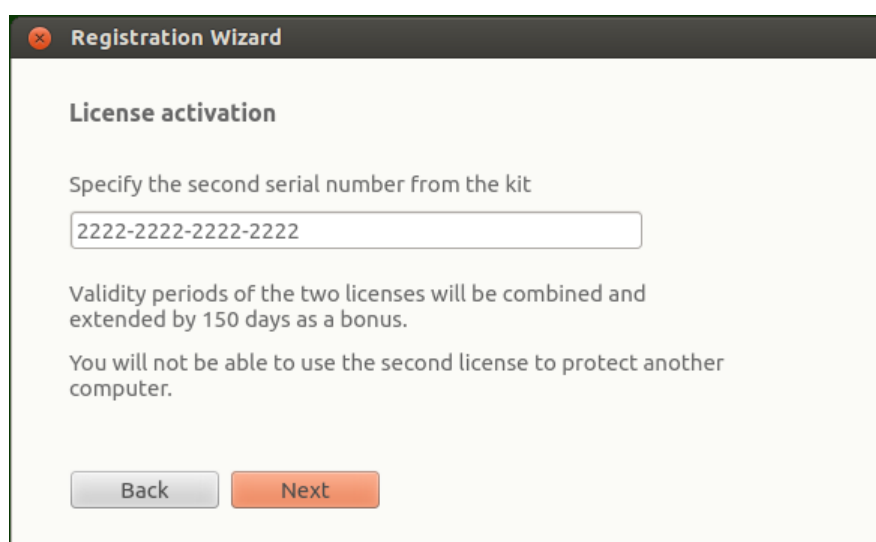 Registration Wizard
License activation
Specify the second serial number from the kit
2222-2222-2222-2222
Validity periods of the two licenses will be combined and
extended by 150 days as a bonus.
You will not be able to use the second license to protect another
computer.
Back Next